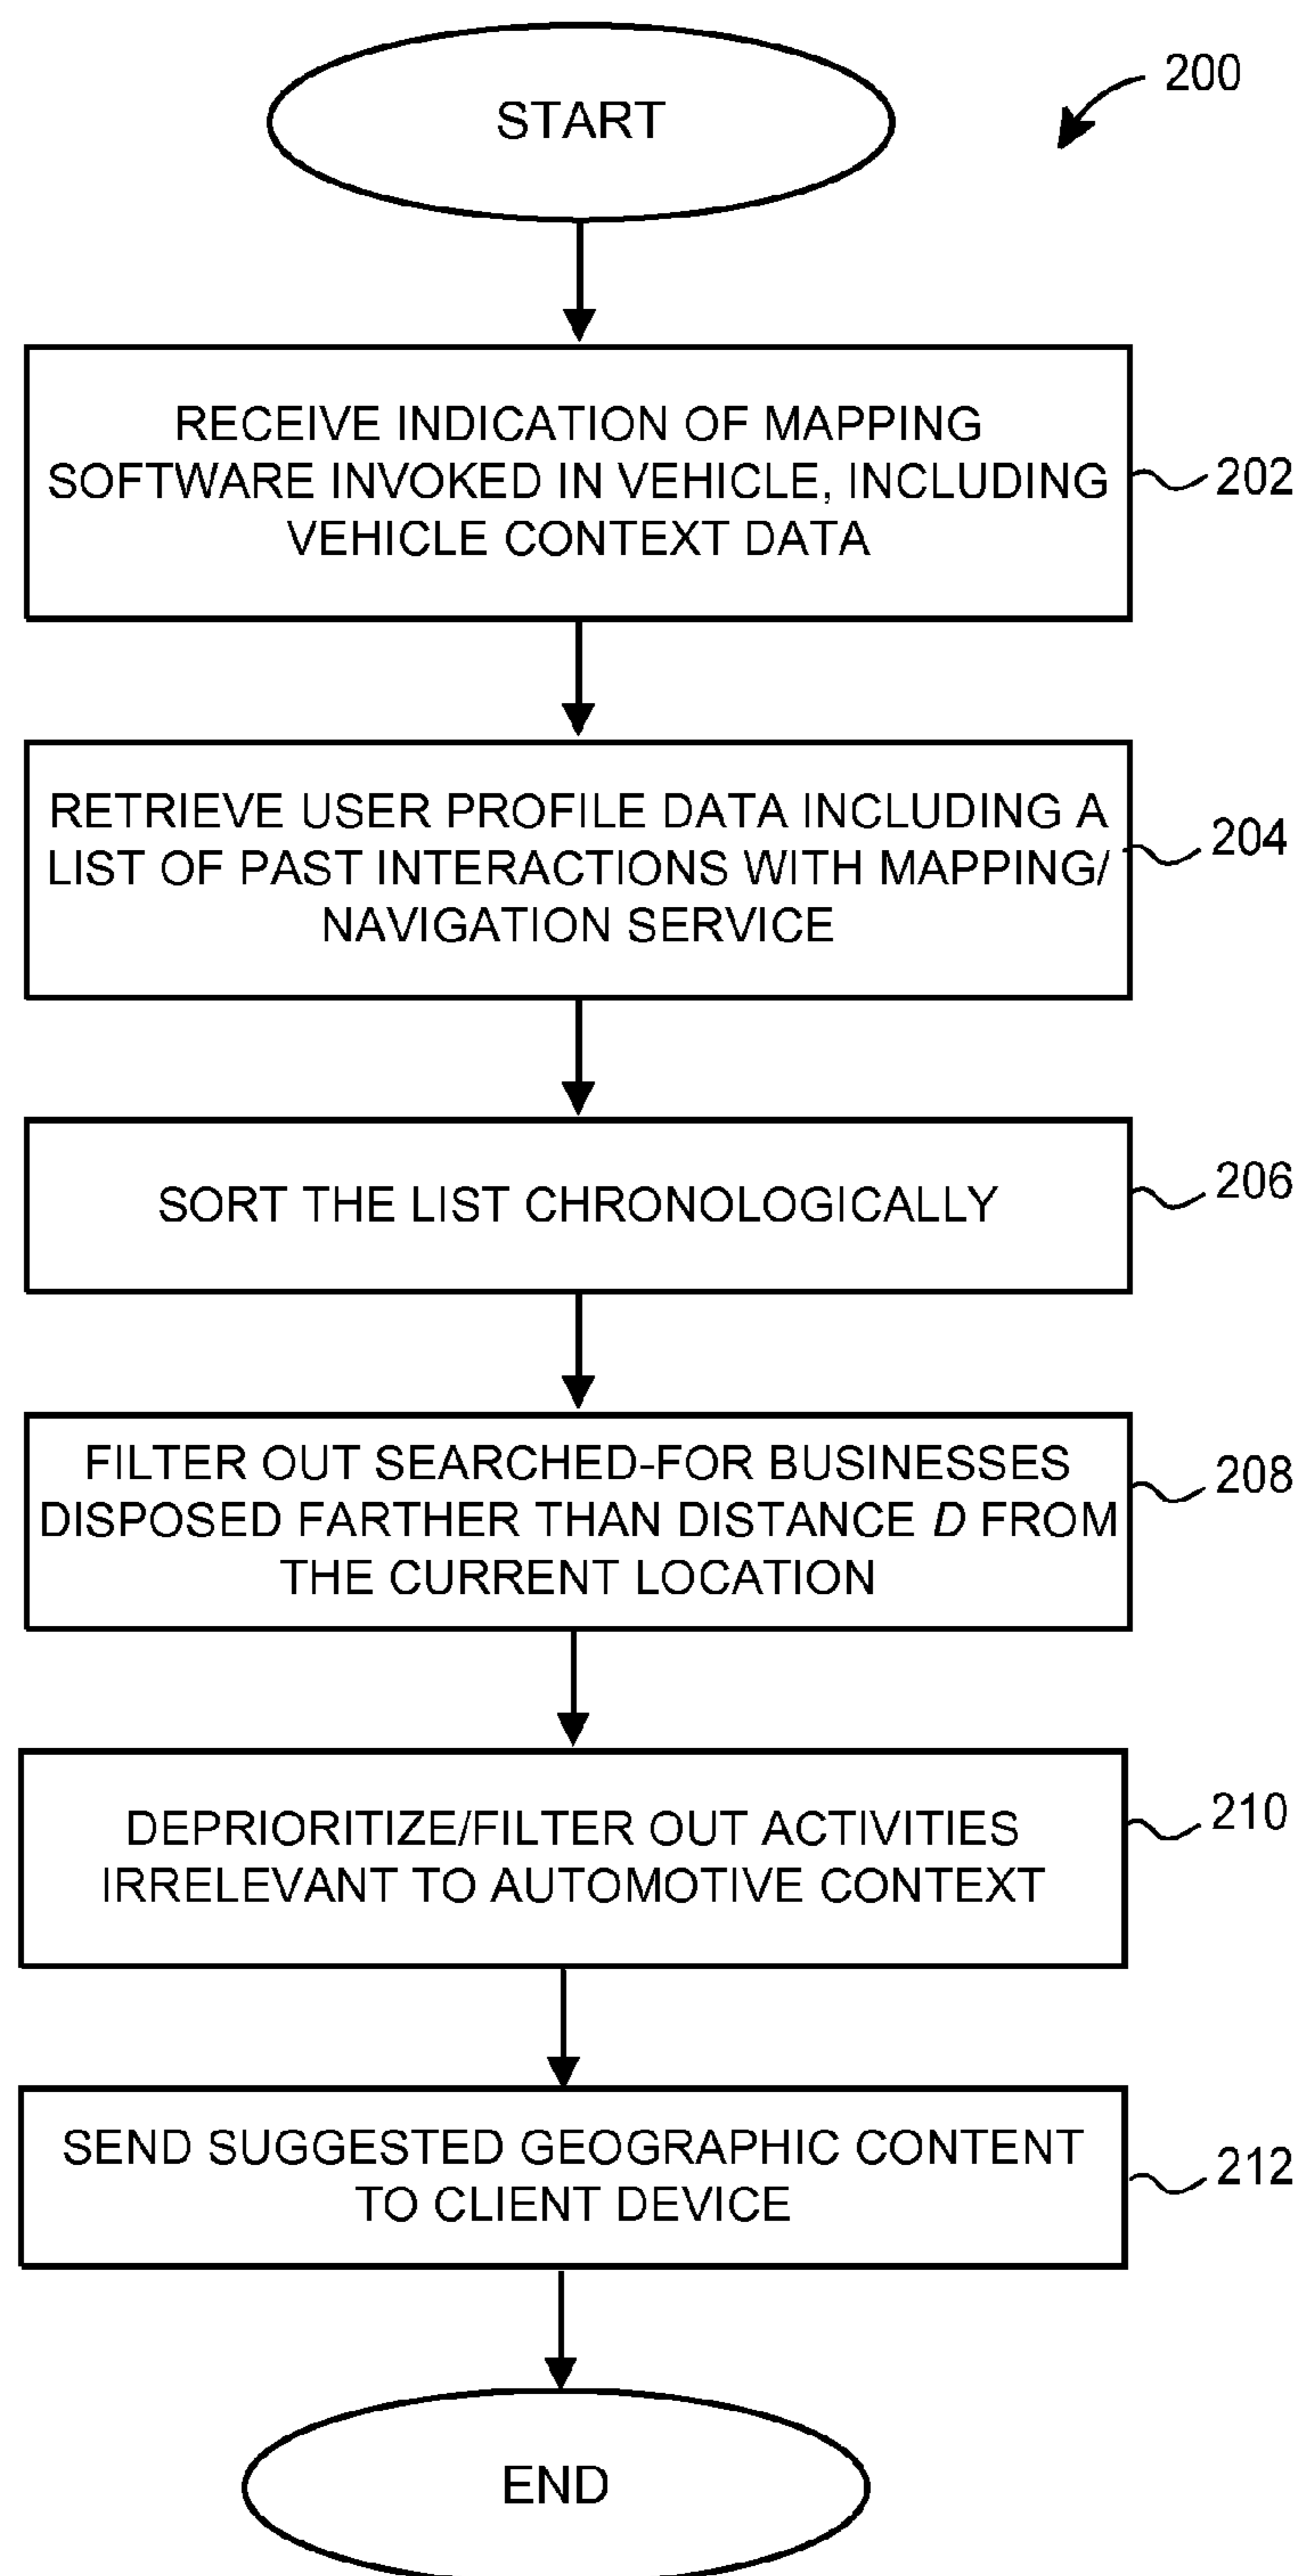 START
200
RECEIVE INDICATION OF MAPPING
SOFTWARE INVOKED IN VEHICLE, INCLUDING
VEHICLE CONTEXT DATA
202
RETRIEVE USER PROFILE DATA INCLUDING A
LIST OF PAST INTERACTIONS WITH MAPPING/
NAVIGATION SERVICE
204
SORT THE LIST CHRONOLOGICALLY
206
FILTER OUT SEARCHED-FOR BUSINESSES
DISPOSED FARTHER THAN DISTANCE D FROM
THE CURRENT LOCATION
208
DEPRIORITIZE/FILTER OUT ACTIVITIES
IRRELEVANT TO AUTOMOTIVE CONTEXT
210
SEND SUGGESTED GEOGRAPHIC CONTENT
TO CLIENT DEVICE
212
END